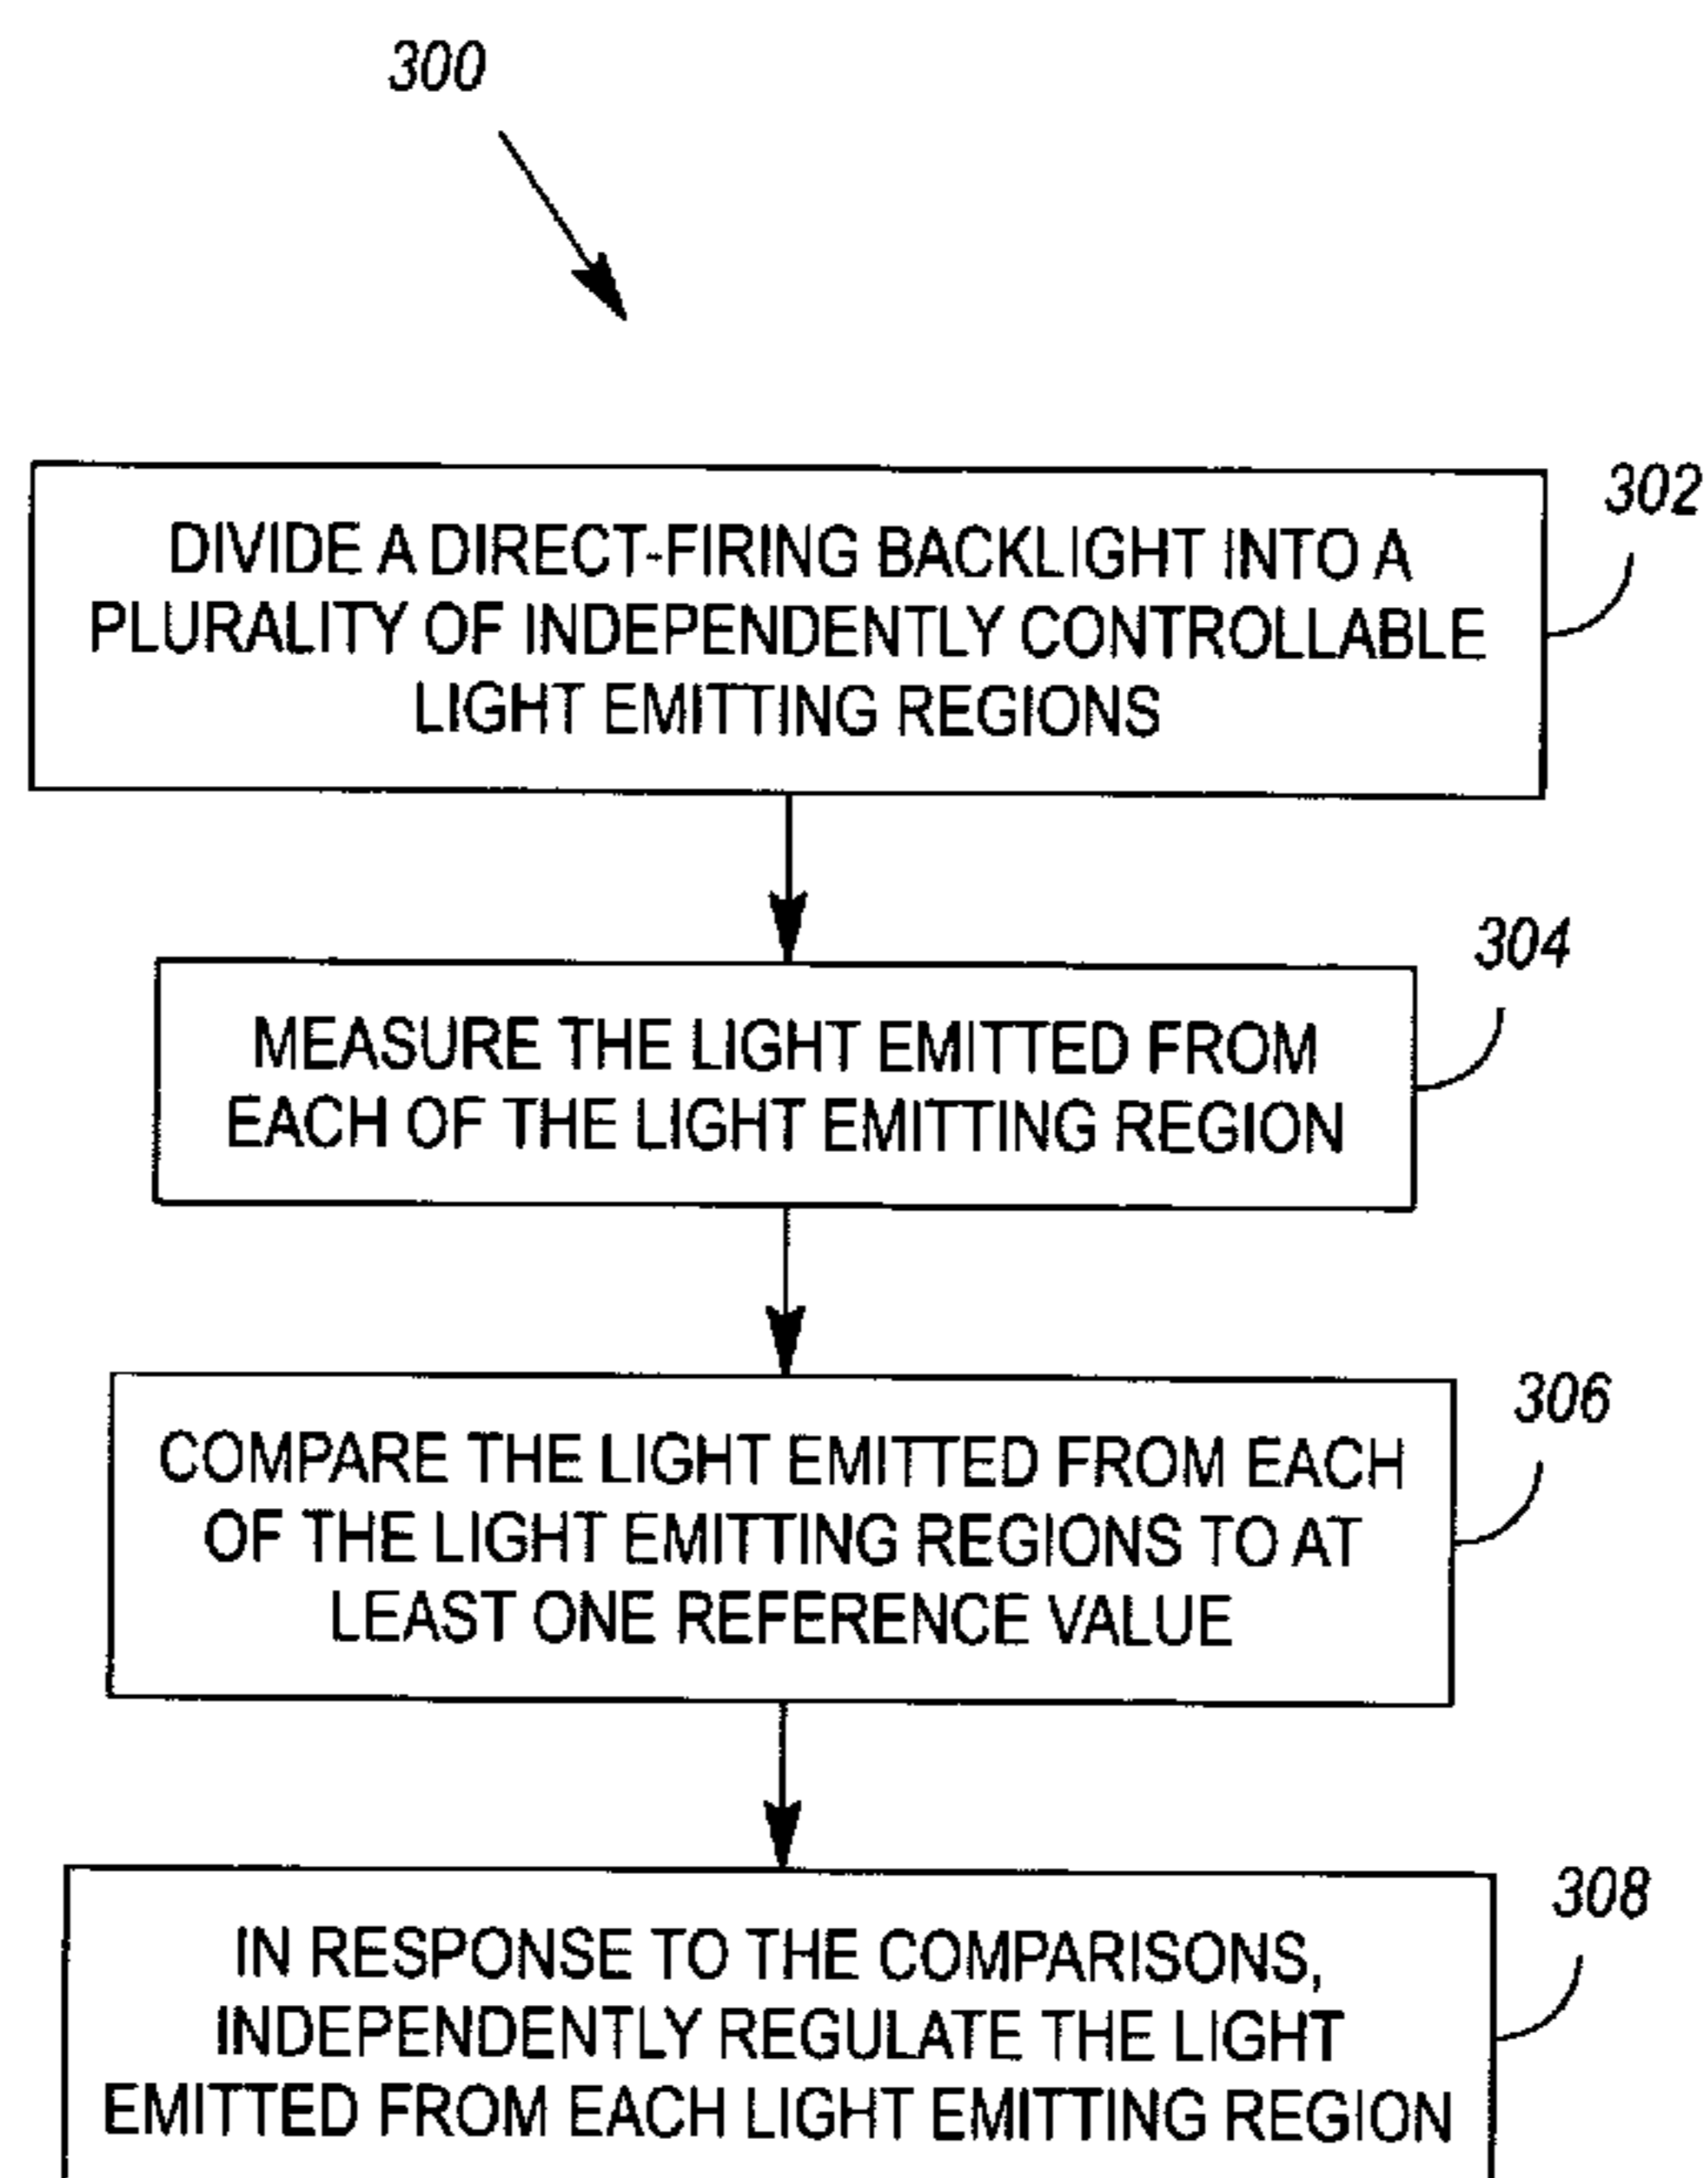 300
302
DIVIDE A DIRECT-FIRING BACKLIGHT INTO A
PLURALITY OF INDEPENDENTLY CONTROLLABLE
LIGHT EMITTING REGIONS
304
MEASURE THE LIGHT EMITTED FROM
EACH OF THE LIGHT EMITTING REGION
306
COMPARE THE LIGHT EMITTED FROM EACH
OF THE LIGHT EMITTING REGIONS TO AT
LEAST ONE REFERENCE VALUE
308
IN RESPONSE TO THE COMPARISONS,
INDEPENDENTLY REGULATE THE LIGHT
EMITTED FROM EACH LIGHT EMITTING REGION